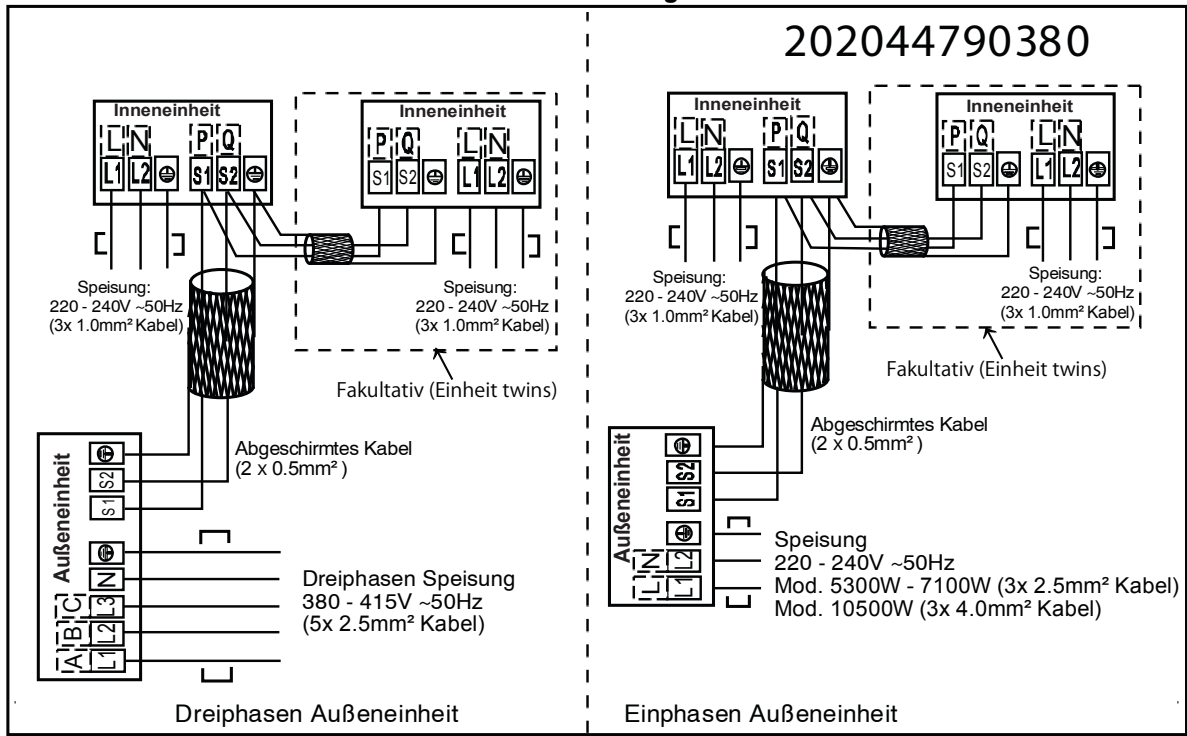 202044790380
Inneneinheit
L N P Q
L1 L2 S1 S2
Inneneinheit
P Q L N
S1 S2 L1 L2
Speisung:
220 - 240V ~50Hz
(3x 1.0mm² Kabel)
Speisung:
220 - 240V ~50Hz
(3x 1.0mm² Kabel)
Fakultativ (Einheit twins)
Abgeschirmtes Kabel
(2 x 0.5mm² )
Außeneinheit
S2
S1
N
C L3
B L2
A L1
Dreiphasen Speisung
380 - 415V ~50Hz
(5x 2.5mm² Kabel)
Dreiphasen Außeneinheit
Inneneinheit
L N P Q
L1 L2 S1 S2
Inneneinheit
P Q L N
S1 S2 L1 L2
Speisung:
220 - 240V ~50Hz
(3x 1.0mm² Kabel)
Speisung:
220 - 240V ~50Hz
(3x 1.0mm² Kabel)
Fakultativ (Einheit twins)
Abgeschirmtes Kabel
(2 x 0.5mm² )
Außeneinheit
S2
S1
N L2
L L1
Speisung
220 - 240V ~50Hz
Mod. 5300W - 7100W (3x 2.5mm² Kabel)
Mod. 10500W (3x 4.0mm² Kabel)
Einphasen Außeneinheit